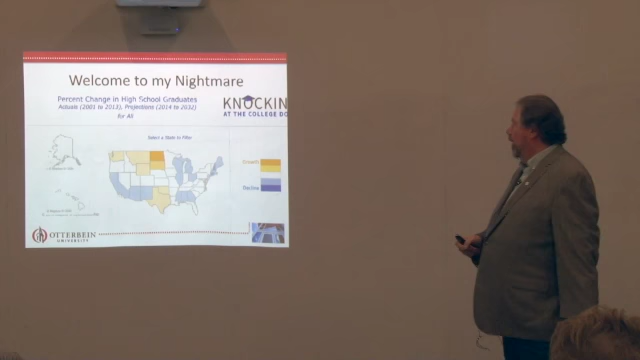 Welcome to my Nightmare
Percent Change in High School Graduates
Actuals (2001 to 2013), Projections (2014 to 2032)
for All
KNOCKIN
AT THE COLLEGE DO
Select a State to Filter
Growth
Decline
OTTERBEIN
UNIVERSITY